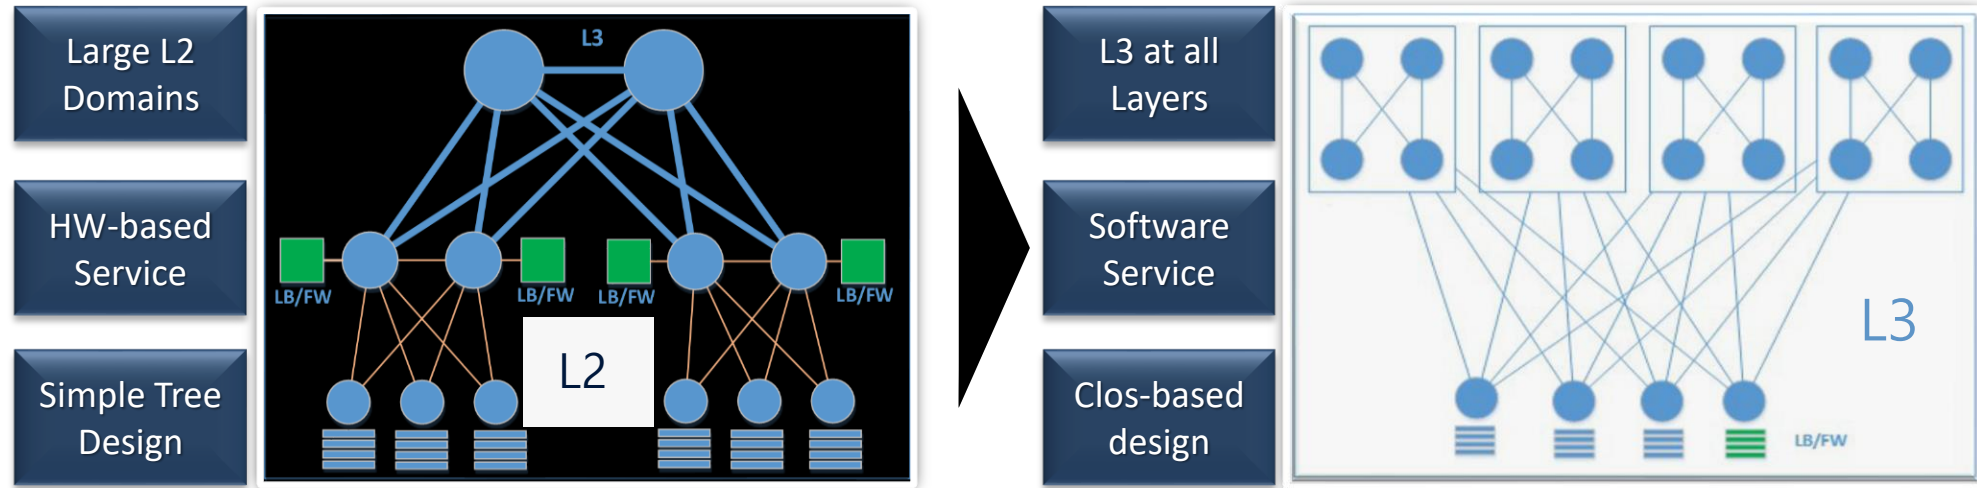 Large L2
Domains
HW-based
Service
Simple Tree
Design
L3
LB/FW
LB/FW
LB/FW
LB/FW
L2
L3 at all
Layers
Software
Service
Clos-based
design
L3
LB/FW